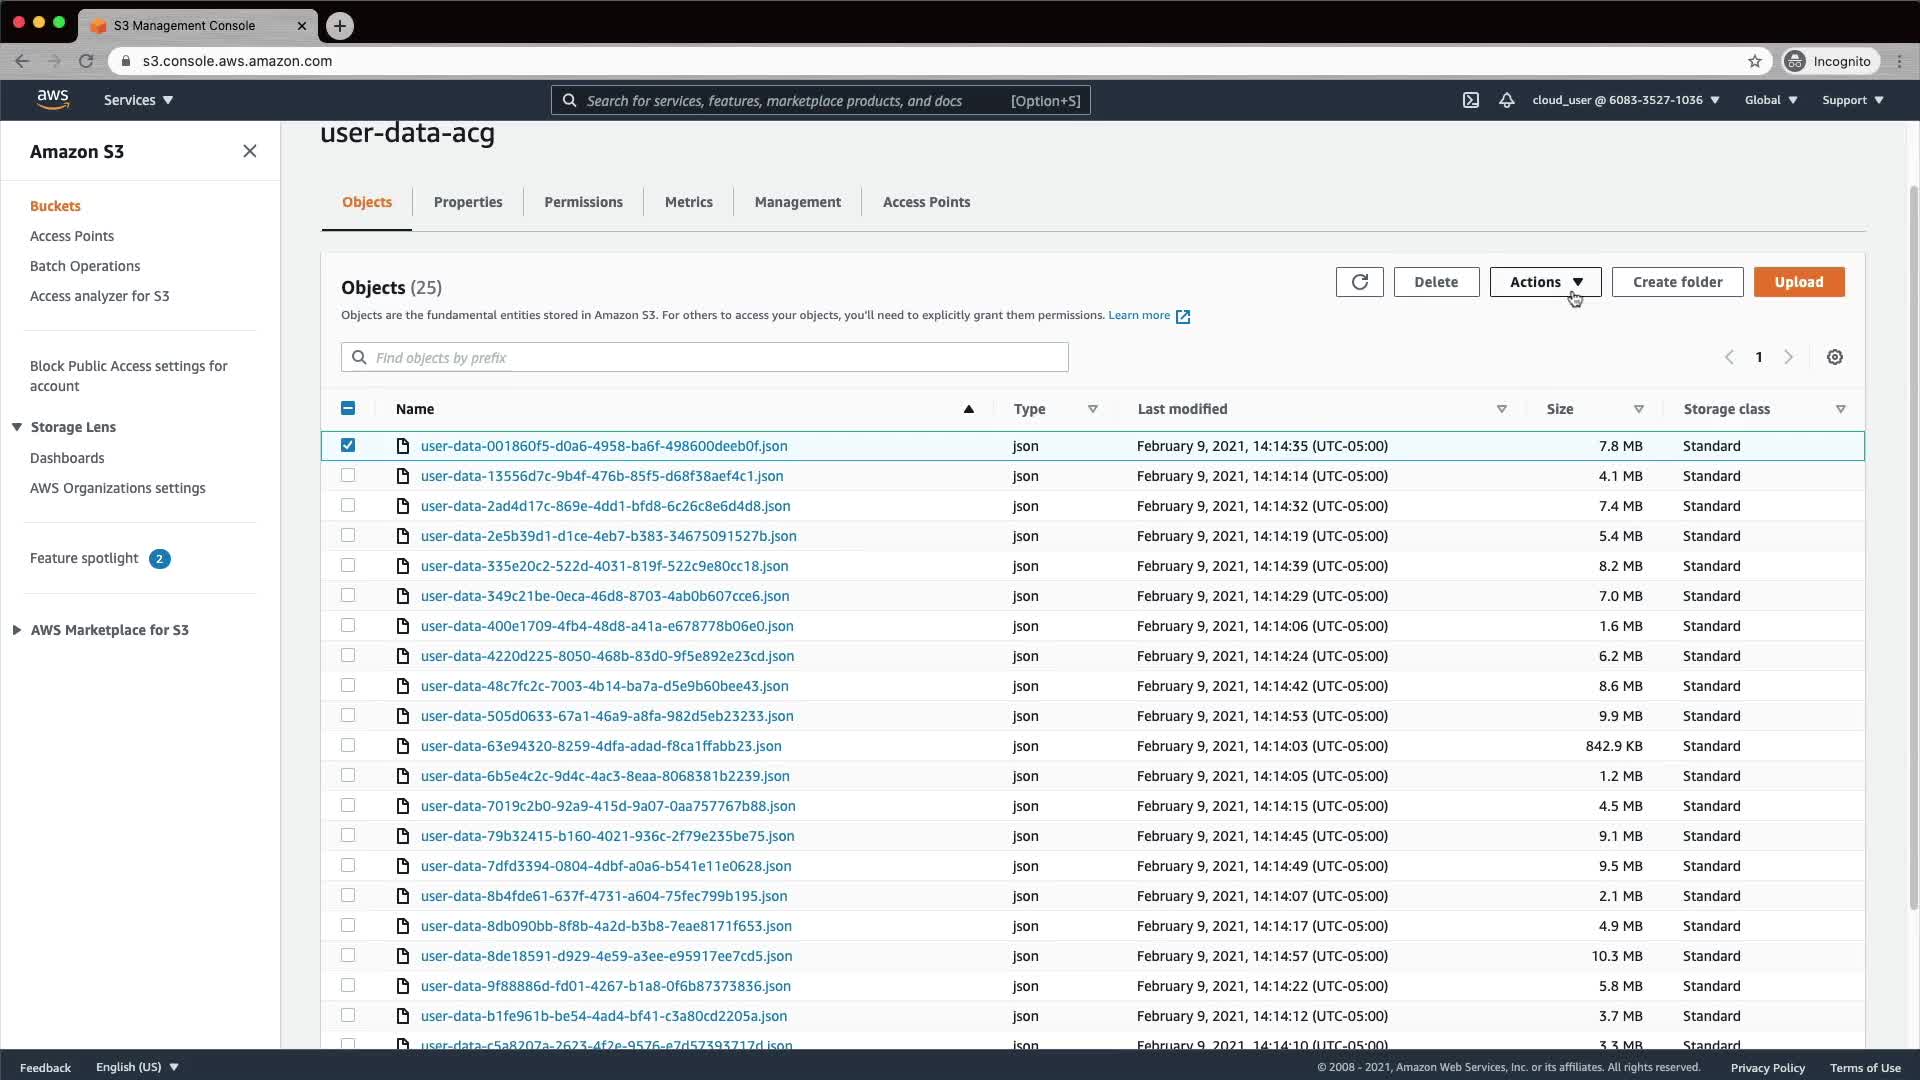 S3 Management Console
s3.console.aws.amazon.com
Incognito
aws
Services
Search for services, features, marketplace products, and docs [Option+S]
cloud_user @ 6083-3527-1036
Global
Support
Amazon S3
Buckets
Access Points
Batch Operations
Access analyzer for S3
Block Public Access settings for
account
Storage Lens
Dashboards
AWS Organizations settings
Feature spotlight 2
AWS Marketplace for S3
user-data-acg
Objects Properties Permissions Metrics Management Access Points
Objects (25)
Delete Actions Create folder Upload
Objects are the fundamental entities stored in Amazon S3. For others to access your objects, you'll need to explicitly grant them permissions. Learn more
Find objects by prefix
1
Name Type Last modified Size Storage class
user-data-001860f5-d0a6-4958-ba6f-498600deeb0f.json json February 9, 2021, 14:14:35 (UTC-05:00) 7.8 MB Standard
user-data-13556d7c-9b4f-476b-85f5-d68f38aef4c1.json json February 9, 2021, 14:14:14 (UTC-05:00) 4.1 MB Standard
user-data-2ad4d17c-869e-4dd1-bfd8-6c26c8e6d4d8.json json February 9, 2021, 14:14:32 (UTC-05:00) 7.4 MB Standard
user-data-2e5b39d1-d1ce-4eb7-b383-34675091527b.json json February 9, 2021, 14:14:19 (UTC-05:00) 5.4 MB Standard
user-data-335e20c2-522d-4031-819f-522c9e80cc18.json json February 9, 2021, 14:14:39 (UTC-05:00) 8.2 MB Standard
user-data-349c21be-0eca-46d8-8703-4ab0b607cce6.json json February 9, 2021, 14:14:29 (UTC-05:00) 7.0 MB Standard
user-data-400e1709-4fb4-48d8-a41a-e678778b06e0.json json February 9, 2021, 14:14:06 (UTC-05:00) 1.6 MB Standard
user-data-4220d225-8050-468b-83d0-9f5e892e23cd.json json February 9, 2021, 14:14:24 (UTC-05:00) 6.2 MB Standard
user-data-48c7fc2c-7003-4b14-ba7a-d5e9b60bee43.json json February 9, 2021, 14:14:42 (UTC-05:00) 8.6 MB Standard
user-data-505d0633-67a1-46a9-a8fa-982d5eb23233.json json February 9, 2021, 14:14:53 (UTC-05:00) 9.9 MB Standard
user-data-63e94320-8259-4dfa-adad-f8ca1ffabb23.json json February 9, 2021, 14:14:03 (UTC-05:00) 842.9 KB Standard
user-data-6b5e4c2c-9d4c-4ac3-8eaa-8068381b2239.json json February 9, 2021, 14:14:05 (UTC-05:00) 1.2 MB Standard
user-data-7019c2b0-92a9-415d-9a07-0aa757767b88.json json February 9, 2021, 14:14:15 (UTC-05:00) 4.5 MB Standard
user-data-79b32415-b160-4021-936c-2f79e235be75.json json February 9, 2021, 14:14:45 (UTC-05:00) 9.1 MB Standard
user-data-7dfd3394-0804-4dbf-a0a6-b541e11e0628.json json February 9, 2021, 14:14:49 (UTC-05:00) 9.5 MB Standard
user-data-8b4fde61-637f-4731-a604-75fec799b195.json json February 9, 2021, 14:14:07 (UTC-05:00) 2.1 MB Standard
user-data-8db090bb-8f8b-4a2d-b3b8-7eae8171f653.json json February 9, 2021, 14:14:17 (UTC-05:00) 4.9 MB Standard
user-data-8de18591-d929-4e59-a3ee-e95917ee7cd5.json json February 9, 2021, 14:14:57 (UTC-05:00) 10.3 MB Standard
user-data-9f88886d-fd01-4267-b1a8-0f6b87373836.json json February 9, 2021, 14:14:22 (UTC-05:00) 5.8 MB Standard
user-data-b1fe961b-be54-4ad4-bf41-c3a80cd2205a.json json February 9, 2021, 14:14:12 (UTC-05:00) 3.7 MB Standard
user-data-c5a8207a-2623-4f2e-9576-e7d57393717d.json json February 9, 2021, 14:14:10 (UTC-05:00) 3.3 MB Standard
Feedback English (US) © 2008 - 2021, Amazon Web Services, Inc. or its affiliates. All rights reserved. Privacy Policy Terms of Use